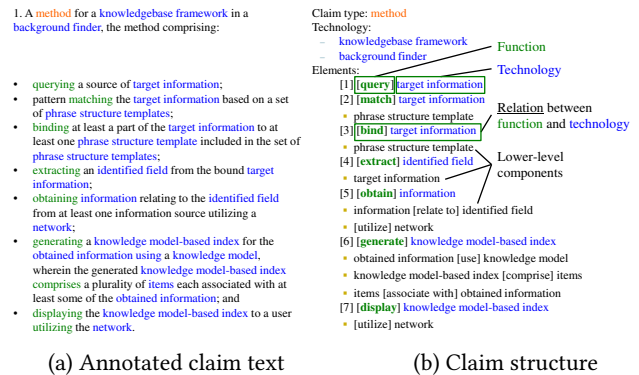 1. A method for a knowledgebase framework in a
background finder, the method comprising:
• querying a source of target information;
• pattern matching the target information based on a set
of phrase structure templates;
• binding at least a part of the target information to at
least one phrase structure template included in the set of
phrase structure templates;
• extracting an identified field from the bound target
information;
• obtaining information relating to the identified field
from at least one information source utilizing a
network;
• generating a knowledge model-based index for the
obtained information using a knowledge model,
wherein the generated knowledge model-based index
comprises a plurality of items each associated with at
least some of the obtained information; and
• displaying the knowledge model-based index to a user
utilizing the network.
(a) Annotated claim text
Claim type: method
Technology:
– knowledgebase framework
– background finder
Elements:
[1] [query] target information
[2] [match] target information
▪ phrase structure template
[3] [bind] target information
▪ phrase structure template
[4] [extract] identified field
▪ target information
[5] [obtain] information
▪ information [relate to] identified field
▪ [utilize] network
[6] [generate] knowledge model-based index
▪ obtained information [use] knowledge model
▪ knowledge model-based index [comprise] items
▪ items [associate with] obtained information
[7] [display] knowledge model-based index
▪ [utilize] network
Function
Technology
Relation between
function and technology
Lower-level
components
(b) Claim structure